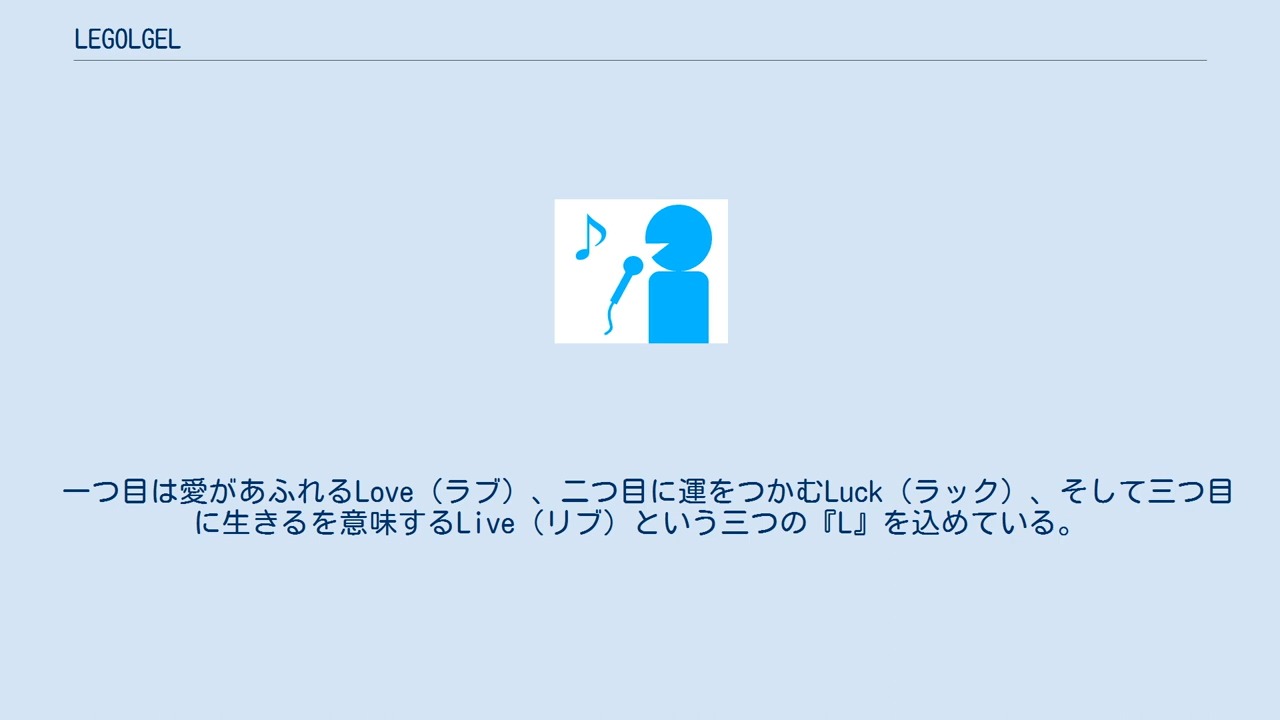 LEGOLGEL
一つ目は愛があふれるLove（ラブ）、二つ目に運をつかむLuck（ラック）、そして三つ目
に生きるを意味するLive（リブ）という三つの『L』を込めている。